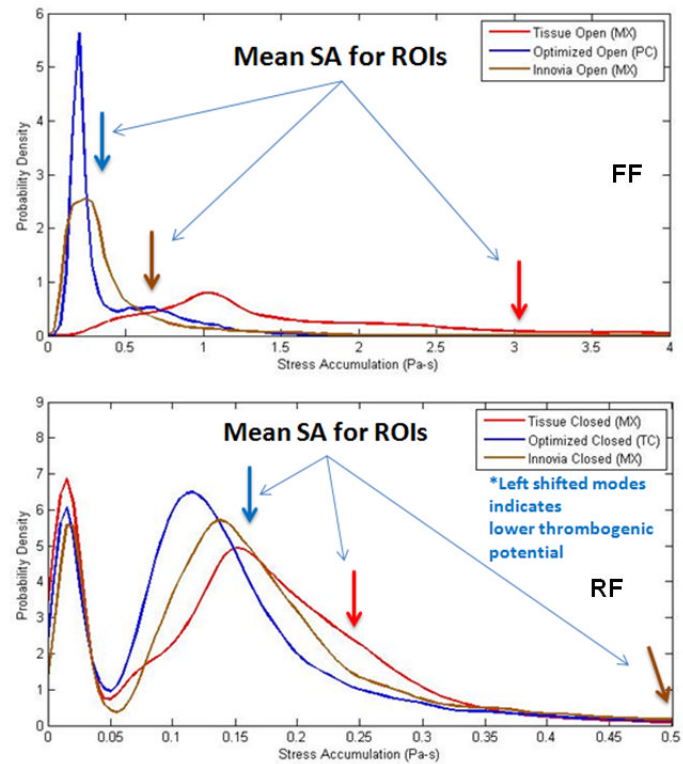 6
5
4
3
2
1
0
Probability Density
Mean SA for ROIs
Tissue Open (MX)
Optimized Open (PC)
Innovia Open (MX)
FF
0
0.5
1
1.5
2
2.5
3
3.5
4
Stress Accumulation (Pa-s)
9
8
7
6
5
4
3
2
1
0
Probability Density
Mean SA for ROIs
Tissue Closed (MX)
Optimized Closed (TC)
Innovia Closed (MX)
*Left shifted modes
indicates
lower thrombogenic
potential
RF
0
0.05
0.1
0.15
0.2
0.25
0.3
0.35
0.4
0.45
0.5
Stress Accumulation (Pa-s)